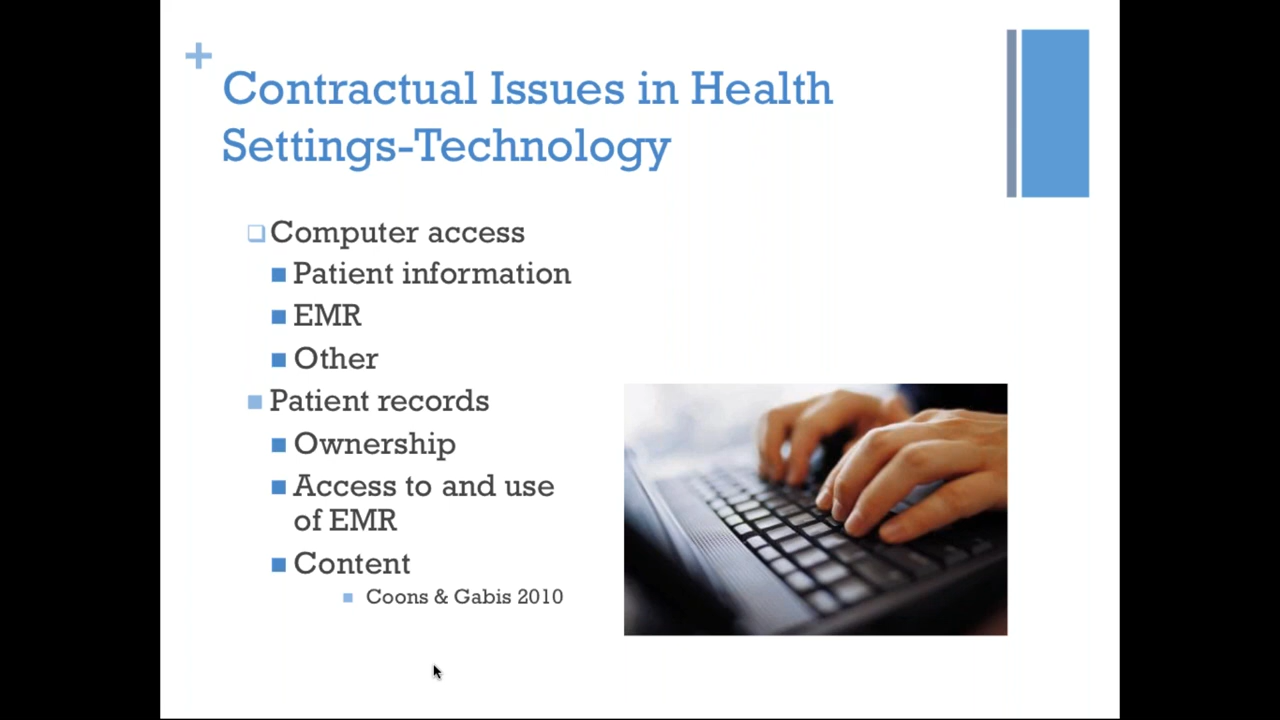 +
Contractual Issues in Health
Settings-Technology
Computer access
Patient information
EMR
Other
Patient records
Ownership
Access to and use
of EMR
Content
Coons & Gabis 2010